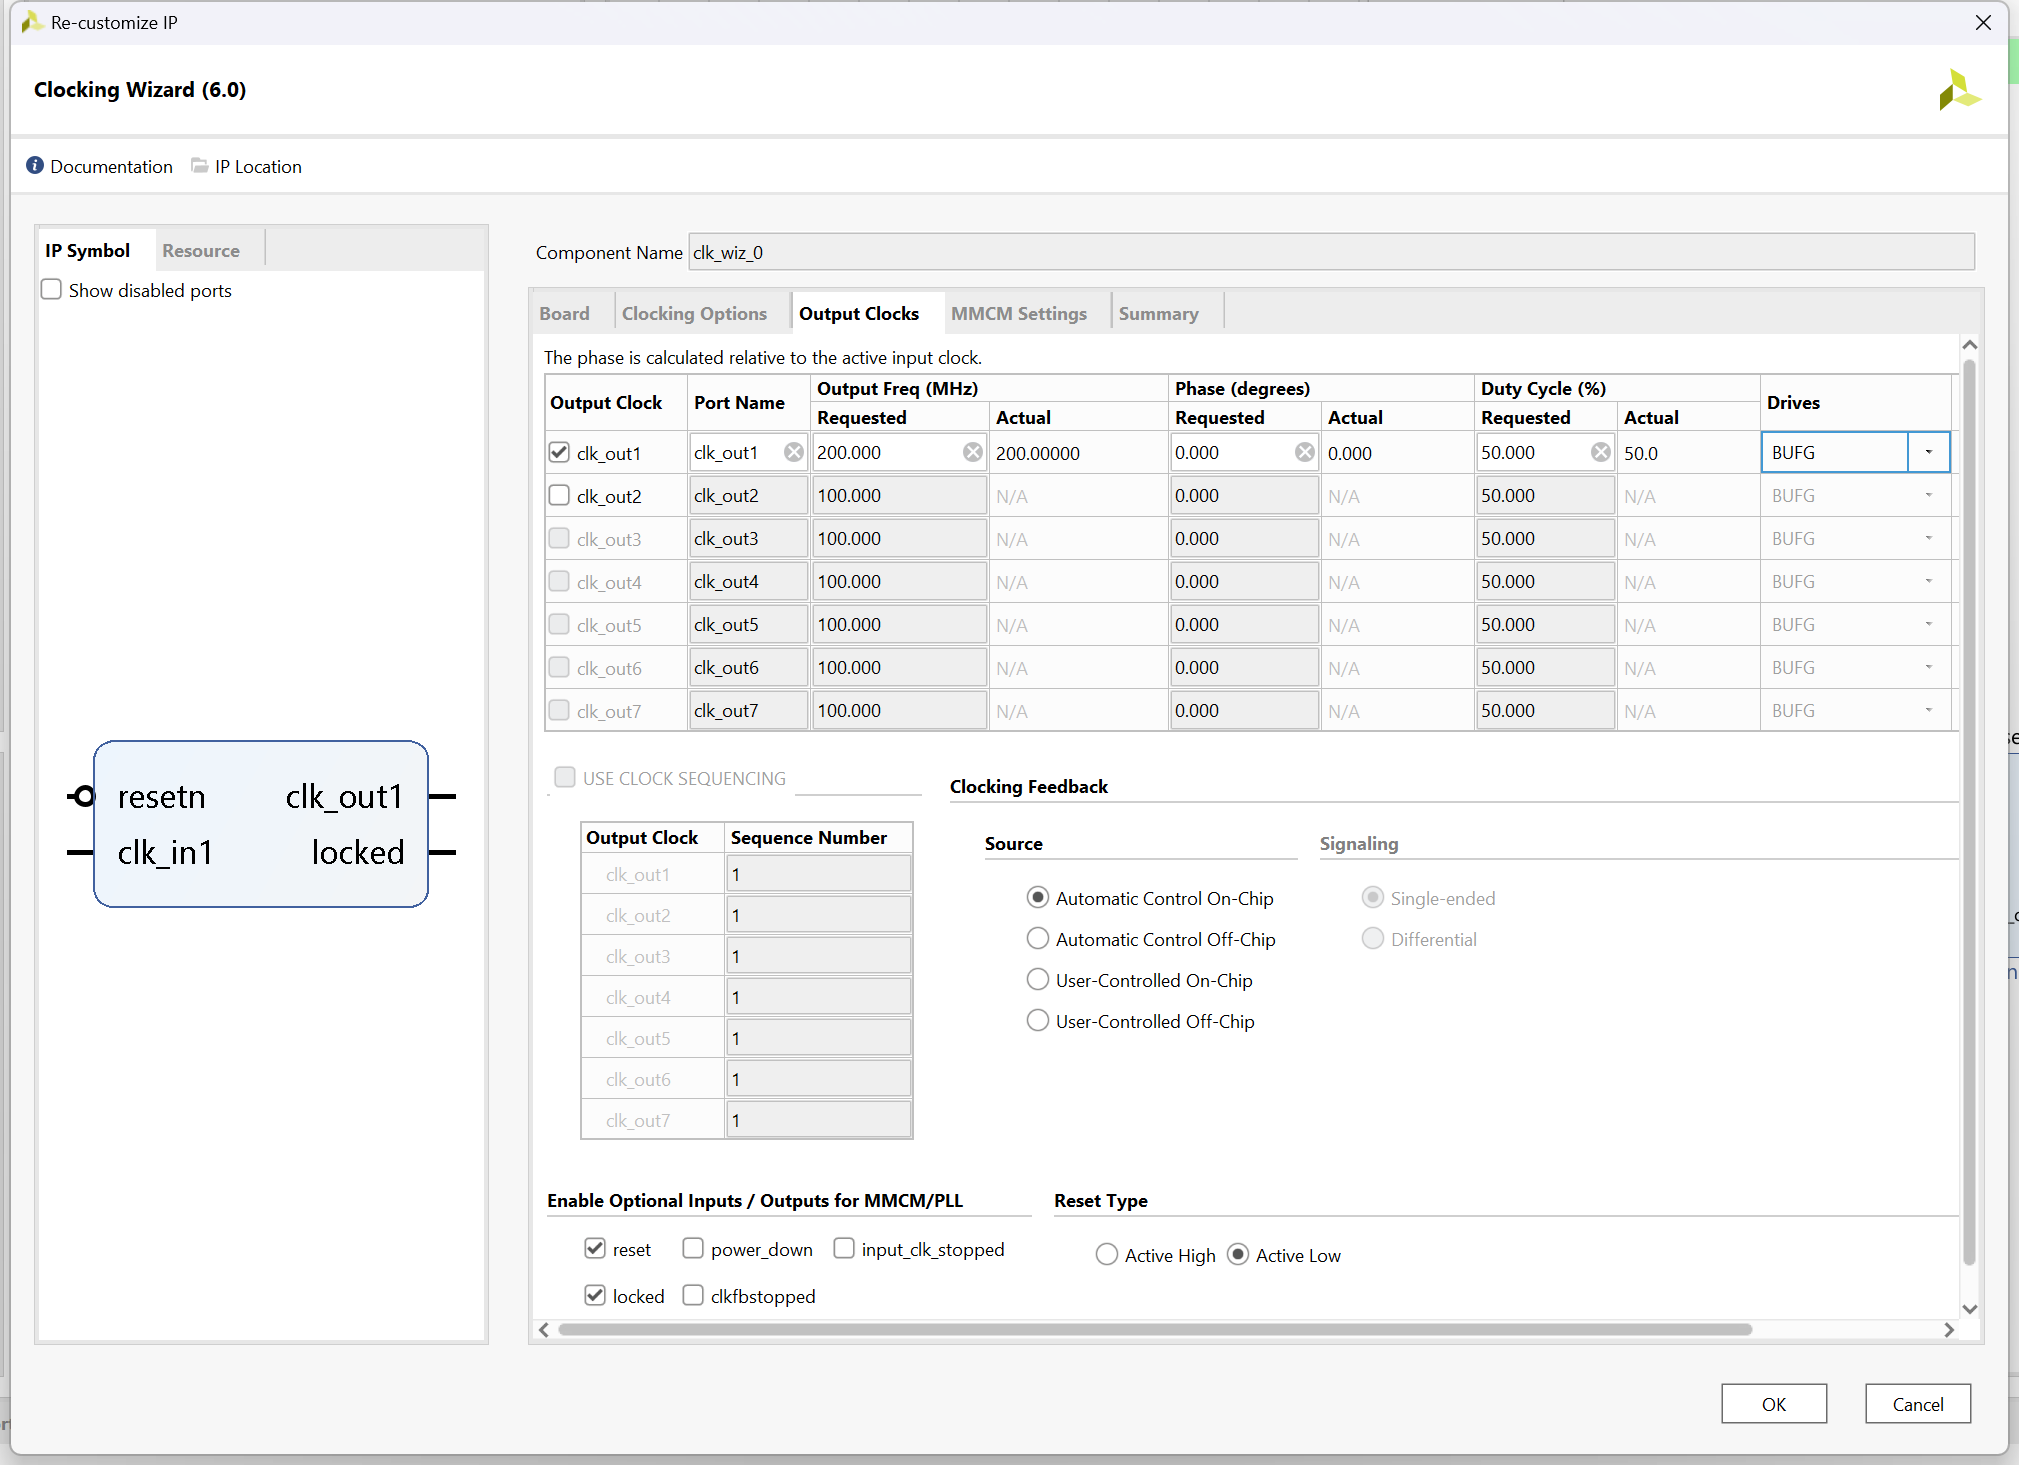 Re-customize IP
Clocking Wizard (6.0)
Documentation IP Location
IP Symbol Resource
Show disabled ports
resetn clk_out1
clk_in1 locked
Component Name clk_wiz_0
Board Clocking Options Output Clocks MMCM Settings Summary
The phase is calculated relative to the active input clock.
Output Clock Port Name Output Freq (MHz) Phase (degrees) Duty Cycle (%) Drives
Requested Actual Requested Actual Requested Actual
clk_out1 clk_out1 200.000 200.00000 0.000 0.000 50.000 50.0 BUFG
clk_out2 clk_out2 100.000 N/A 0.000 N/A 50.000 N/A BUFG
clk_out3 clk_out3 100.000 N/A 0.000 N/A 50.000 N/A BUFG
clk_out4 clk_out4 100.000 N/A 0.000 N/A 50.000 N/A BUFG
clk_out5 clk_out5 100.000 N/A 0.000 N/A 50.000 N/A BUFG
clk_out6 clk_out6 100.000 N/A 0.000 N/A 50.000 N/A BUFG
clk_out7 clk_out7 100.000 N/A 0.000 N/A 50.000 N/A BUFG
USE CLOCK SEQUENCING
Output Clock Sequence Number
clk_out1 1
clk_out2 1
clk_out3 1
clk_out4 1
clk_out5 1
clk_out6 1
clk_out7 1
Clocking Feedback
Source Signaling
Automatic Control On-Chip Single-ended
Automatic Control Off-Chip Differential
User-Controlled On-Chip
User-Controlled Off-Chip
Enable Optional Inputs / Outputs for MMCM/PLL
reset power_down input_clk_stopped
locked clkfbstopped
Reset Type
Active High Active Low
OK Cancel